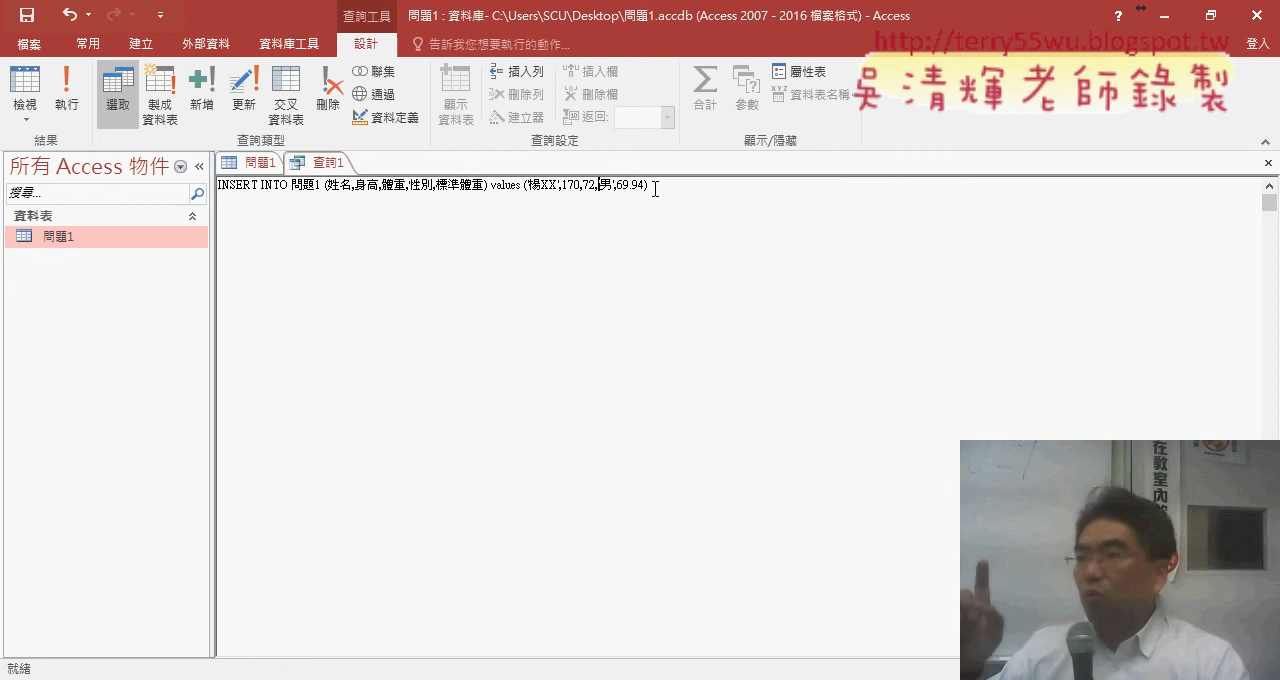 查詢工具
問題1 : 資料庫- C:\Users\SCU\Desktop\問題1.accdb (Access 2007 - 2016 檔案格式) - Access
?
檔案 常用 建立 外部資料 資料庫工具 設計 告訴我您想要執行的動作... 登入
http://terry55wu.blogspot.tw
吳清輝老師錄製
檢視 執行 選取 製成資料表 新增 更新 交叉資料表 刪除
聯集
通過
資料定義
顯示資料表
插入列
刪除列
建立器
插入欄
刪除欄
返回:
合計 參數
屬性表
資料表名稱
結果 查詢類型 查詢設定 顯示/隱藏
所有 Access 物件
搜尋...
資料表
問題1
問題1 查詢1
INSERT INTO 問題1 (姓名,身高,體重,性別,標準體重) values ('楊XX',170,72,'男',69.94)
在教室內
就緒